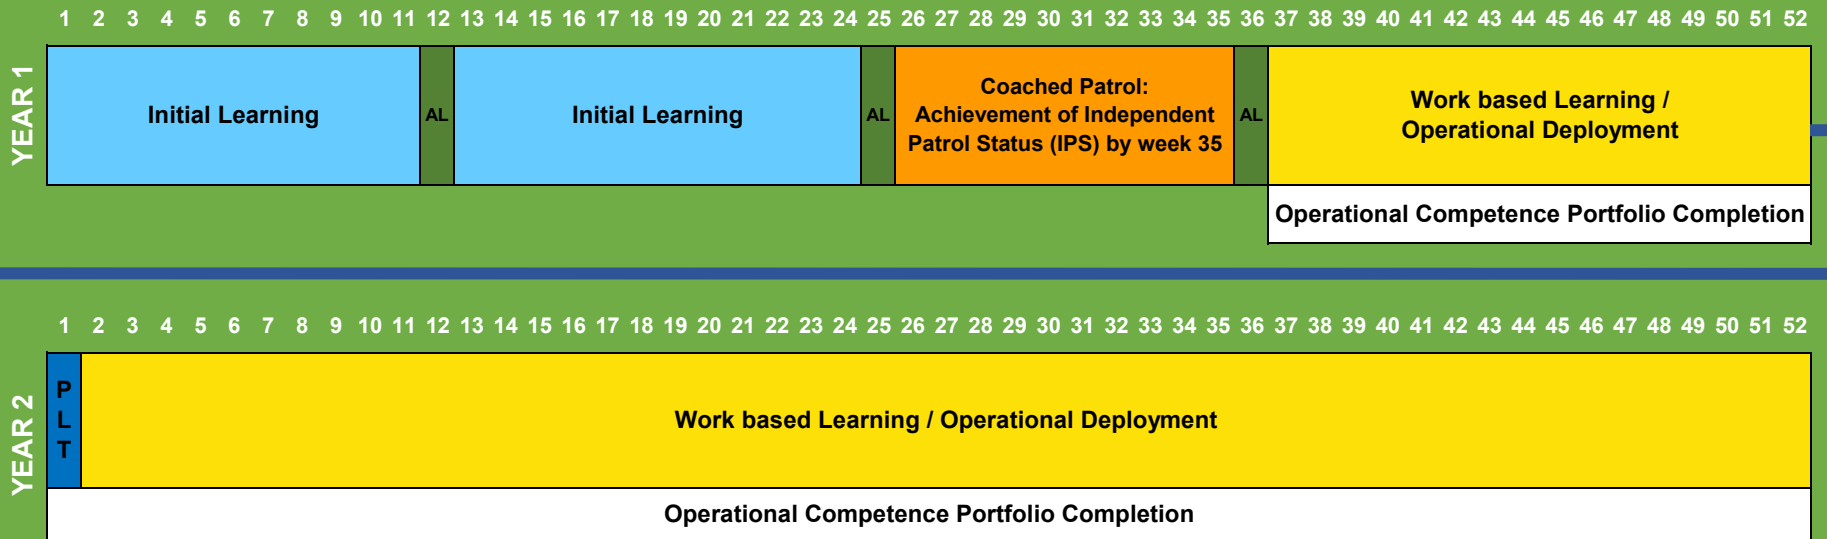 1 2 3 4 5 6 7 8 9 10 11 12 13 14 15 16 17 18 19 20 21 22 23 24 25 26 27 28 29 30 31 32 33 34 35 36 37 38 39 40 41 42 43 44 45 46 47 48 49 50 51 52
YEAR 1
Initial Learning
AL
Initial Learning
AL
Coached Patrol:
Achievement of Independent
Patrol Status (IPS) by week 35
AL
Work based Learning /
Operational Deployment
Operational Competence Portfolio Completion
1 2 3 4 5 6 7 8 9 10 11 12 13 14 15 16 17 18 19 20 21 22 23 24 25 26 27 28 29 30 31 32 33 34 35 36 37 38 39 40 41 42 43 44 45 46 47 48 49 50 51 52
YEAR 2
P
L
T
Work based Learning / Operational Deployment
Operational Competence Portfolio Completion